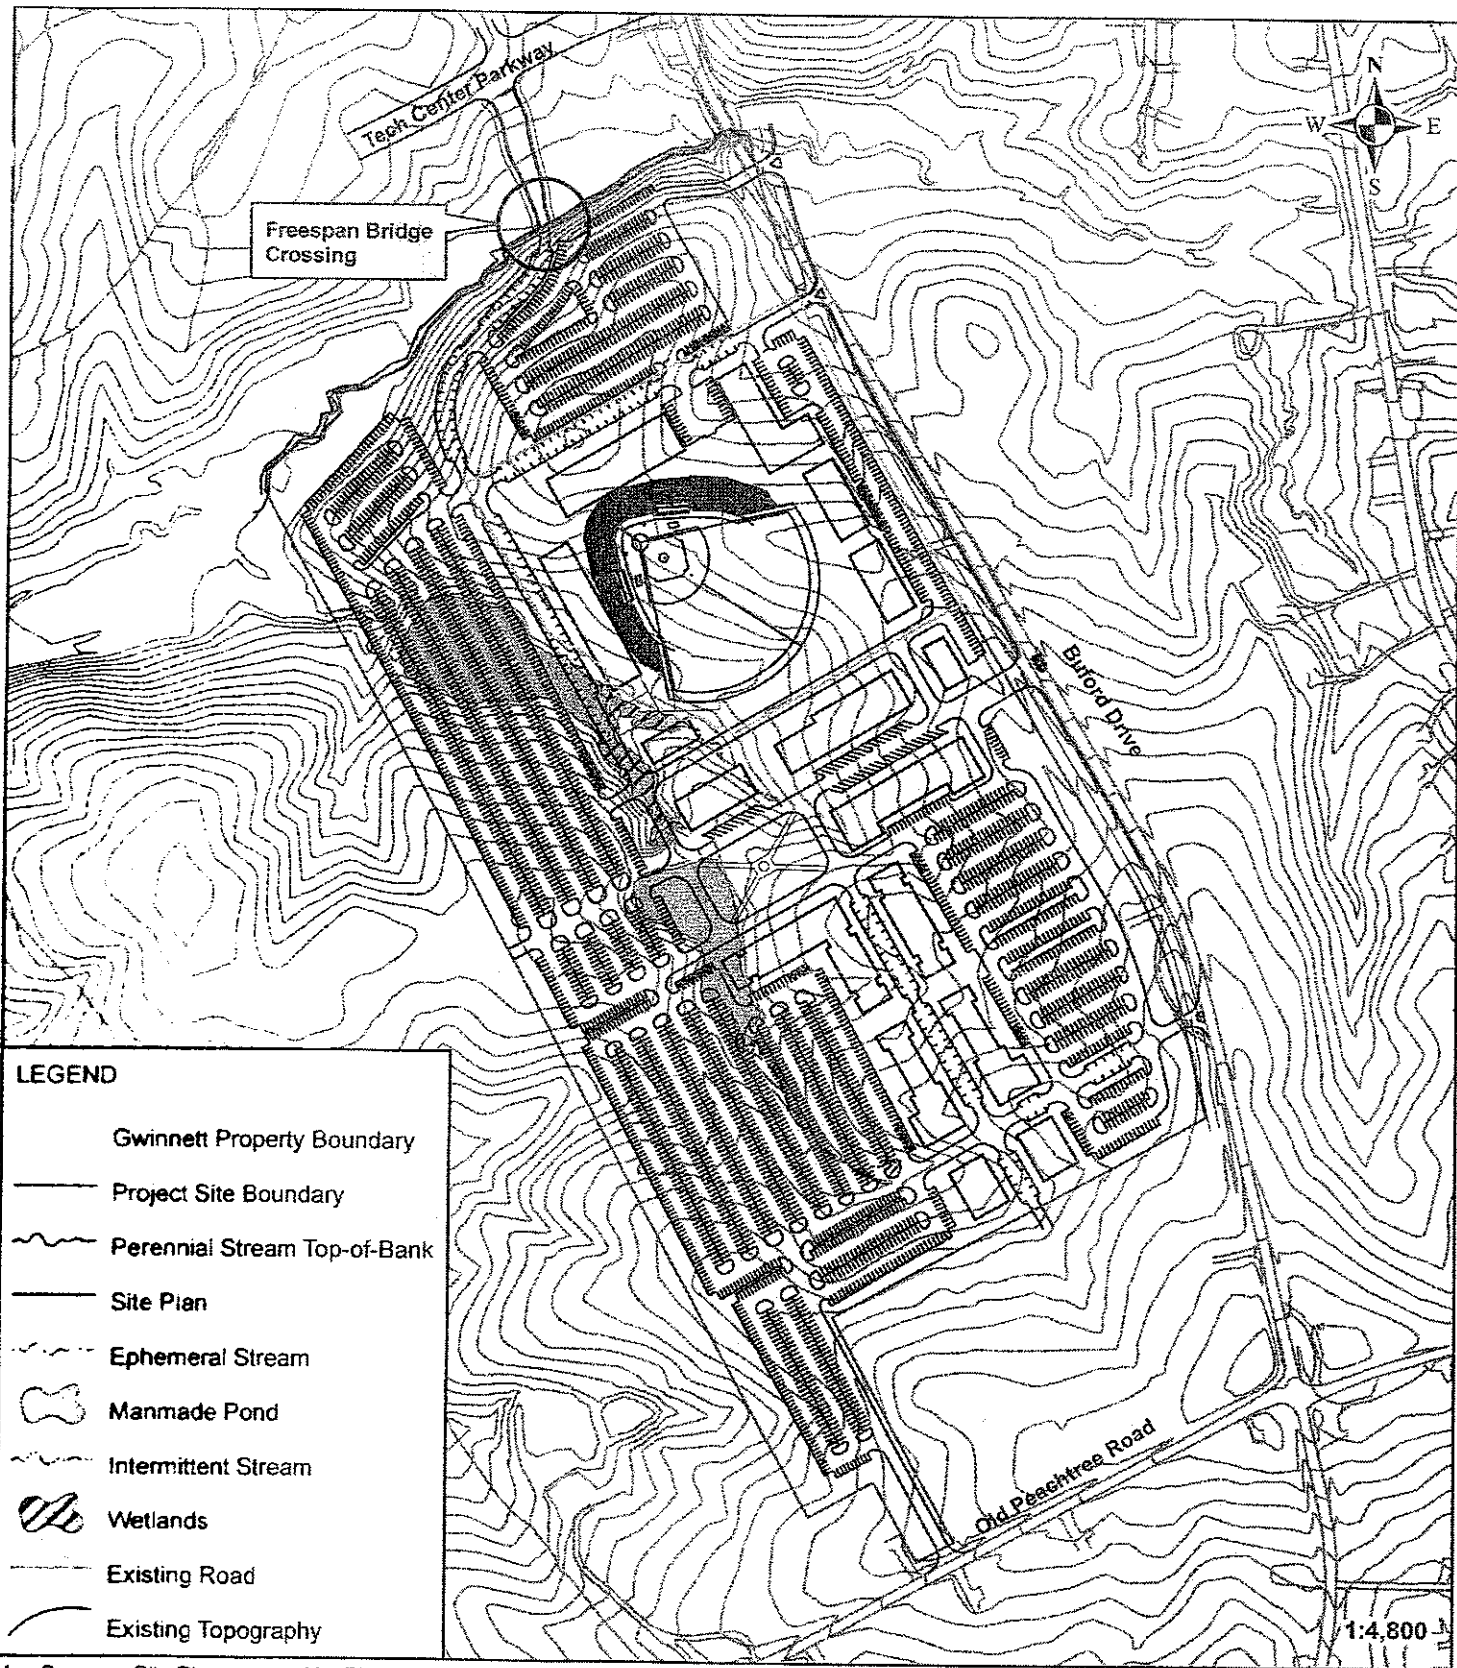 Tech Center Parkway
N
W E
S
Freespan Bridge
Crossing
Buford Drive
LEGEND
Gwinnett Property Boundary
Project Site Boundary
Perennial Stream Top-of-Bank
Site Plan
Ephemeral Stream
Manmade Pond
Intermittent Stream
Wetlands
Existing Road
Existing Topography
Old Peachtree Road
1:4,800